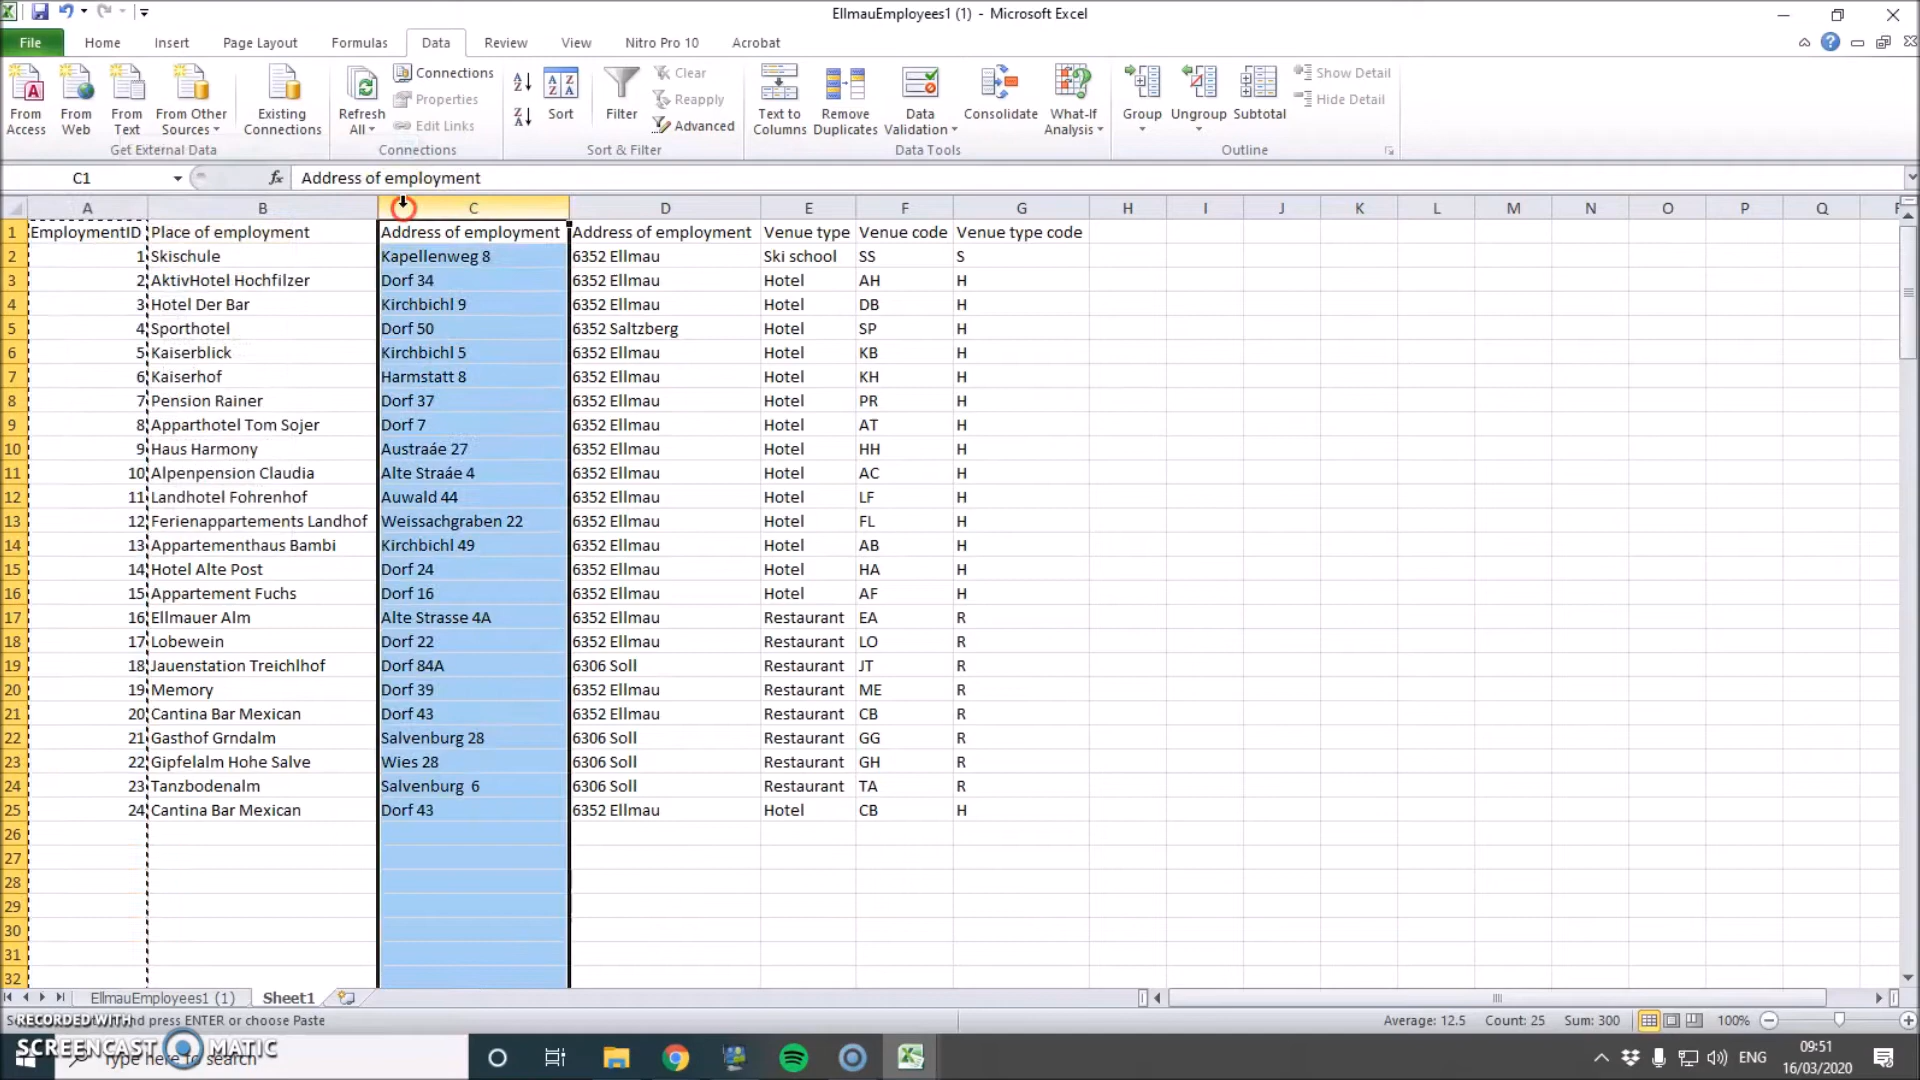 EllmauEmployees1 (1) - Microsoft Excel
File Home Insert Page Layout Formulas Data Review View Nitro Pro 10 Acrobat
From Access From Web From Text From Other Sources Existing Connections Refresh All Connections Properties Edit Links Sort Filter Clear Reapply Advanced Text to Columns Remove Duplicates Data Validation Consolidate What-If Analysis Group Ungroup Subtotal Show Detail Hide Detail
Get External Data Connections Sort & Filter Data Tools Outline
C1 fx Address of employment
A B C D E F G H I J K L M N O P Q
1 EmploymentID Place of employment Address of employment Address of employment Venue type Venue code Venue type code
2 1 Skischule Kapellenweg 8 6352 Ellmau Ski school SS S
3 2 AktivHotel Hochfilzer Dorf 34 6352 Ellmau Hotel AH H
4 3 Hotel Der Bar Kirchbichl 9 6352 Ellmau Hotel DB H
5 4 Sporthotel Dorf 50 6352 Saltzberg Hotel SP H
6 5 Kaiserblick Kirchbichl 5 6352 Ellmau Hotel KB H
7 6 Kaiserhof Harmstatt 8 6352 Ellmau Hotel KH H
8 7 Pension Rainer Dorf 37 6352 Ellmau Hotel PR H
9 8 Apparthotel Tom Sojer Dorf 7 6352 Ellmau Hotel AT H
10 9 Haus Harmony Austraáe 27 6352 Ellmau Hotel HH H
11 10 Alpenpension Claudia Alte Straáe 4 6352 Ellmau Hotel AC H
12 11 Landhotel Fohrenhof Auwald 44 6352 Ellmau Hotel LF H
13 12 Ferienappartements Landhof Weissachgraben 22 6352 Ellmau Hotel FL H
14 13 Appartementhaus Bambi Kirchbichl 49 6352 Ellmau Hotel AB H
15 14 Hotel Alte Post Dorf 24 6352 Ellmau Hotel HA H
16 15 Appartement Fuchs Dorf 16 6352 Ellmau Hotel AF H
17 16 Ellmauer Alm Alte Strasse 4A 6352 Ellmau Restaurant EA R
18 17 Lobewein Dorf 22 6352 Ellmau Restaurant LO R
19 18 Jauenstation Treichlhof Dorf 84A 6306 Soll Restaurant JT R
20 19 Memory Dorf 39 6352 Ellmau Restaurant ME R
21 20 Cantina Bar Mexican Dorf 43 6352 Ellmau Restaurant CB R
22 21 Gasthof Grndalm Salvenburg 28 6306 Soll Restaurant GG R
23 22 Gipfelalm Hohe Salve Wies 28 6306 Soll Restaurant GH R
24 23 Tanzbodenalm Salvenburg 6 6306 Soll Restaurant TA R
25 24 Cantina Bar Mexican Dorf 43 6352 Ellmau Hotel CB H
26
27
28
29
30
31
32
EllmauEmployees1 (1) Sheet1
and press ENTER or choose Paste Average: 12.5 Count: 25 Sum: 300 100%
RECORDED WITH
SCREENCAST MATIC
Type here to search
ENG 09:51
16/03/2020